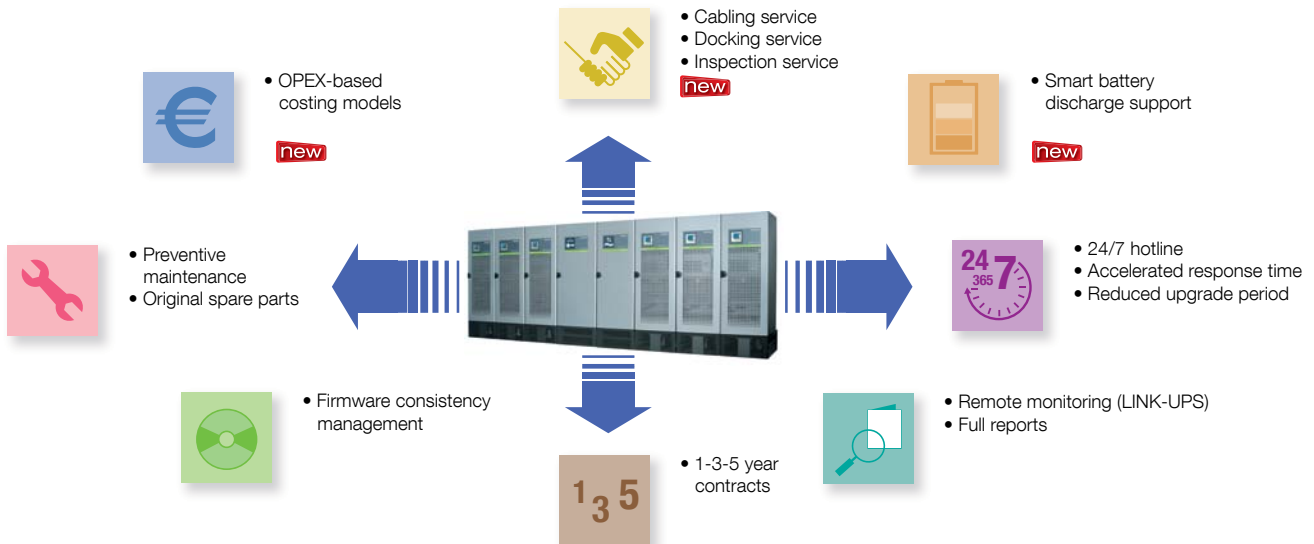 • Cabling service
• Docking service
• Inspection service
new
€
• OPEX-based
costing models
new
• Smart battery
discharge support
new
• Preventive
maintenance
• Original spare parts
24
365
7
• 24/7 hotline
• Accelerated response time
• Reduced upgrade period
• Firmware consistency
management
1 3 5
• 1-3-5 year
contracts
• Remote monitoring (LINK-UPS)
• Full reports